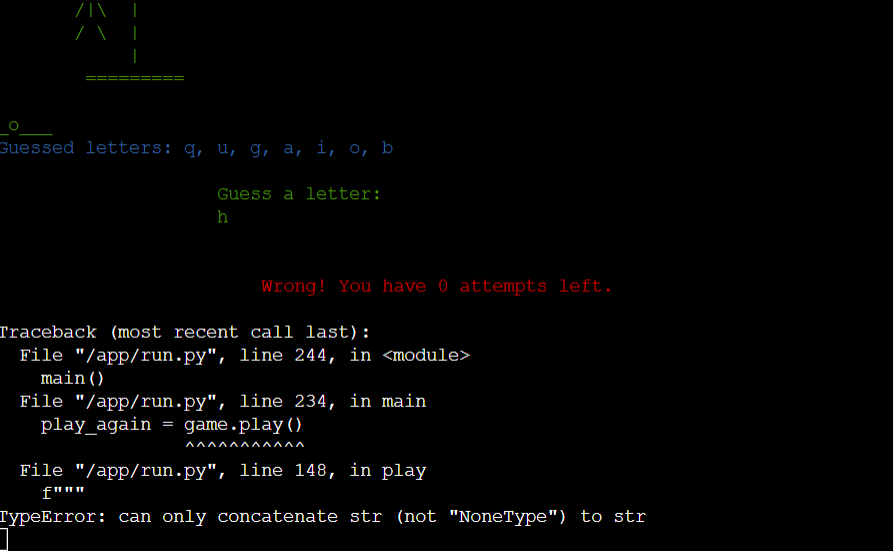 /|\  |
/ \  |
|
=========
_o___
Guessed letters: q, u, g, a, i, o, b
Guess a letter:
h
Wrong! You have 0 attempts left.
Traceback (most recent call last):
File "/app/run.py", line 244, in <module>
main()
File "/app/run.py", line 234, in main
play_again = game.play()
^^^^^^^^^^^
File "/app/run.py", line 148, in play
f"""
TypeError: can only concatenate str (not "NoneType") to str